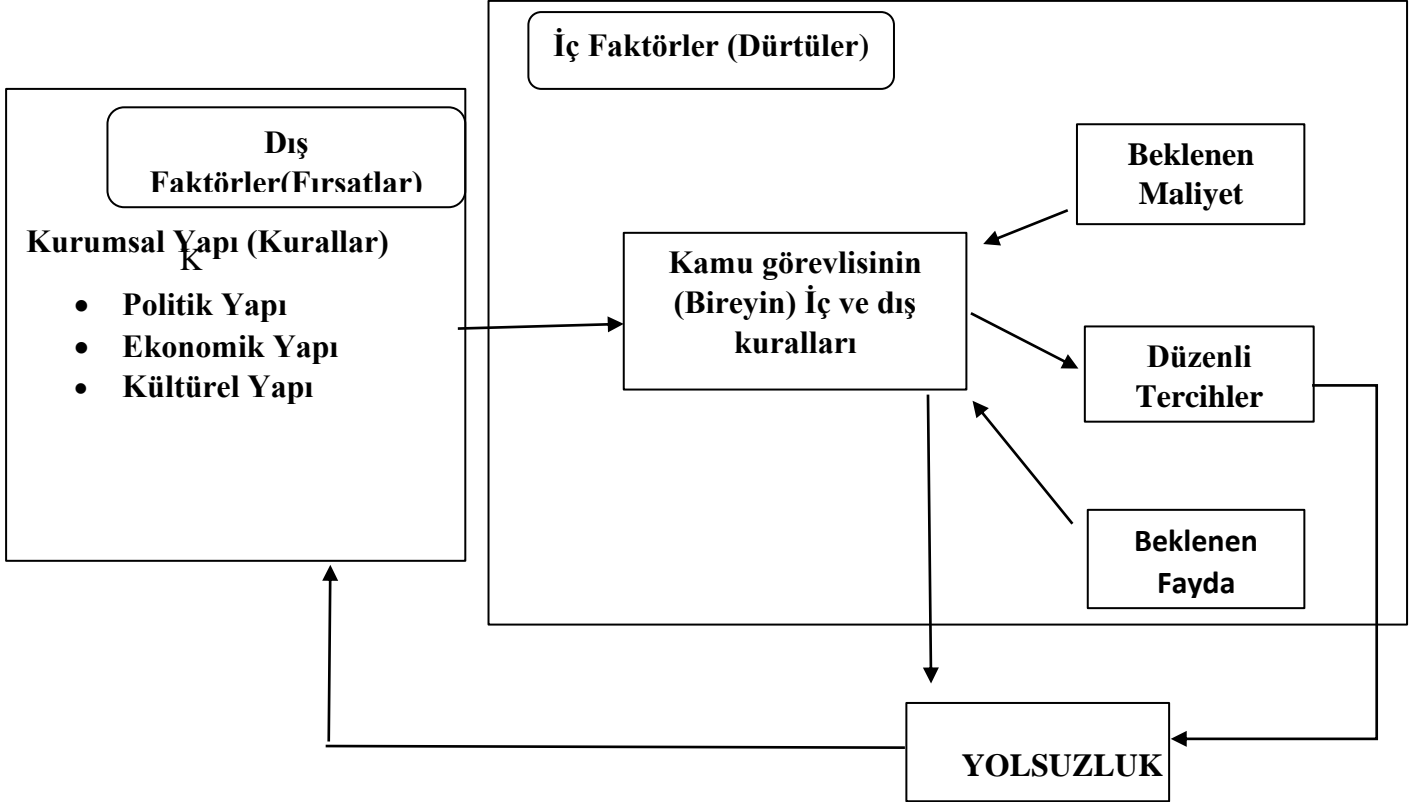 İç Faktörler (Dürtüler)
Dış
Faktörler(Fırsatlar)
Kurumsal Yapı (Kurallar)
K
• Politik Yapı
• Ekonomik Yapı
• Kültürel Yapı
Kamu görevlisinin
(Bireyin) İç ve dış
kuralları
Beklenen
Maliyet
Düzenli
Tercihler
Beklenen
Fayda
YOLSUZLUK